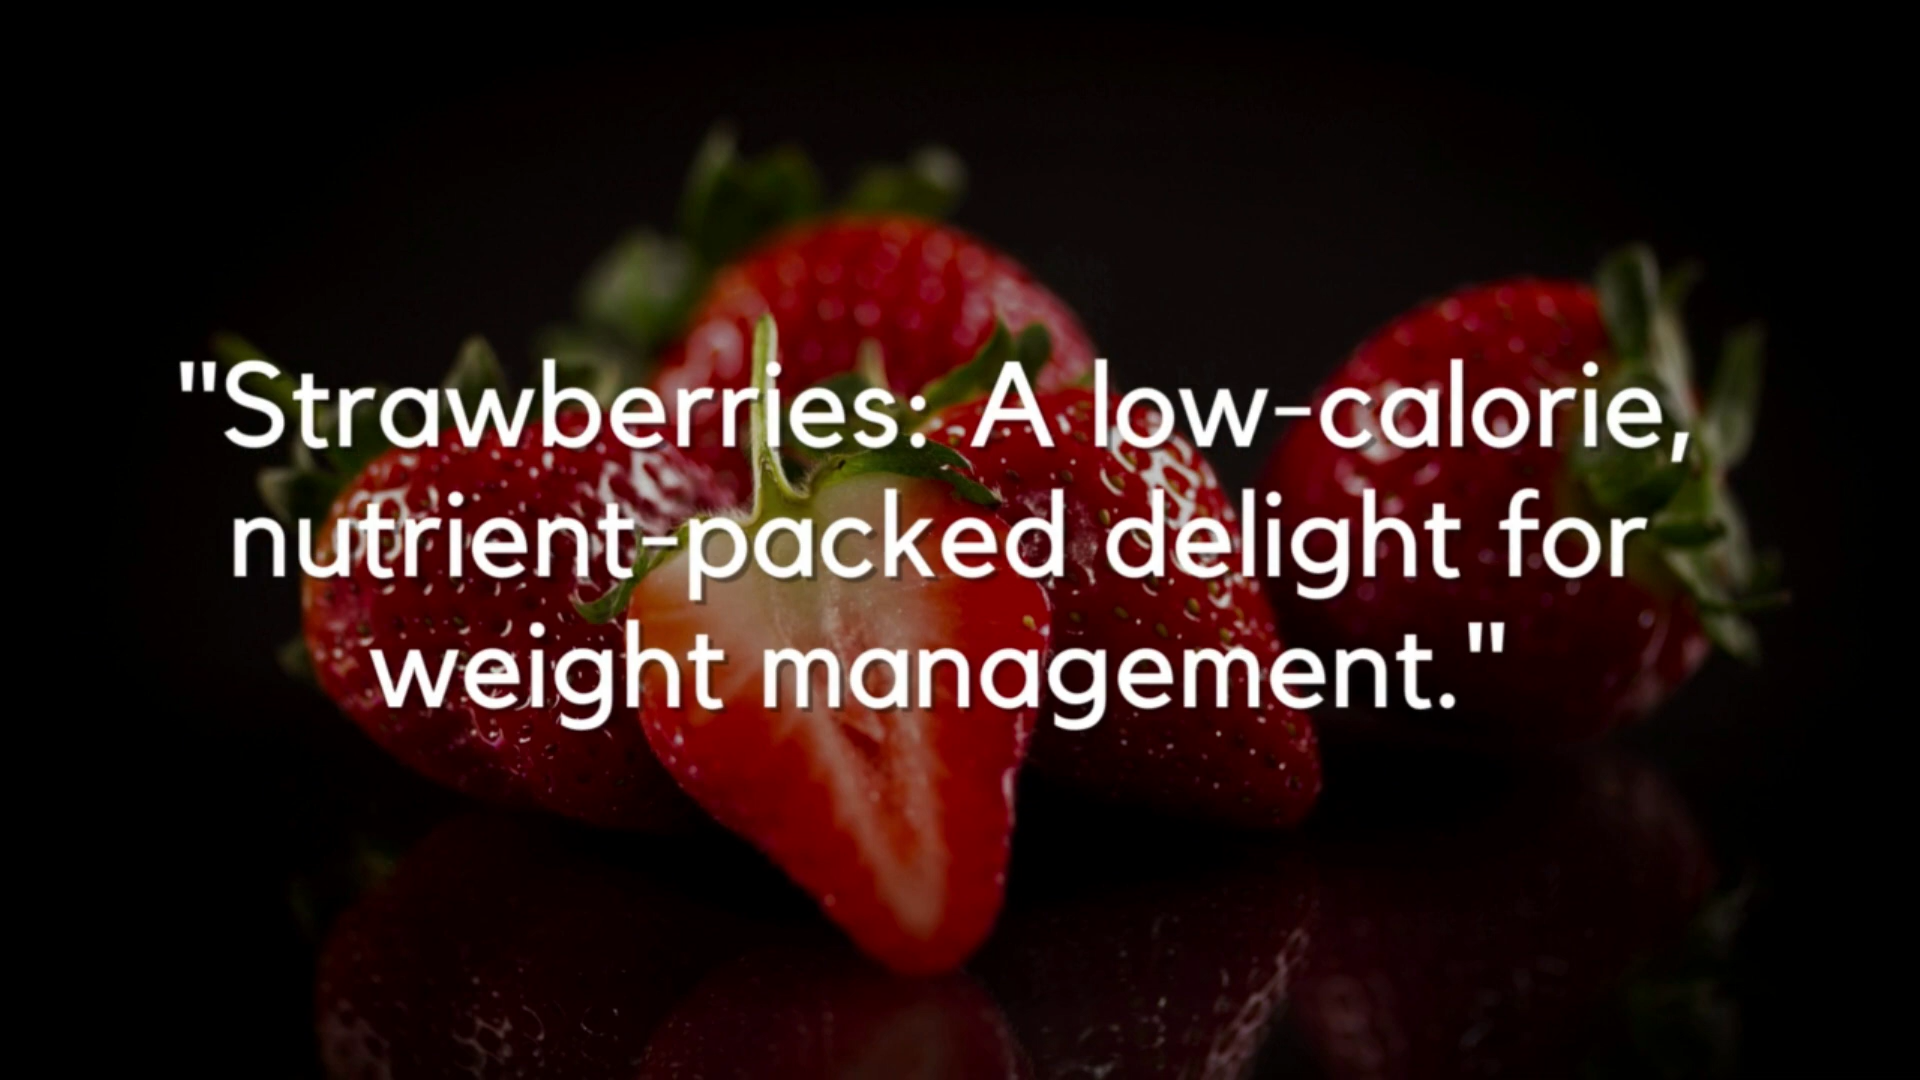 "Strawberries: A low-calorie,
nutrient-packed delight for
weight management."